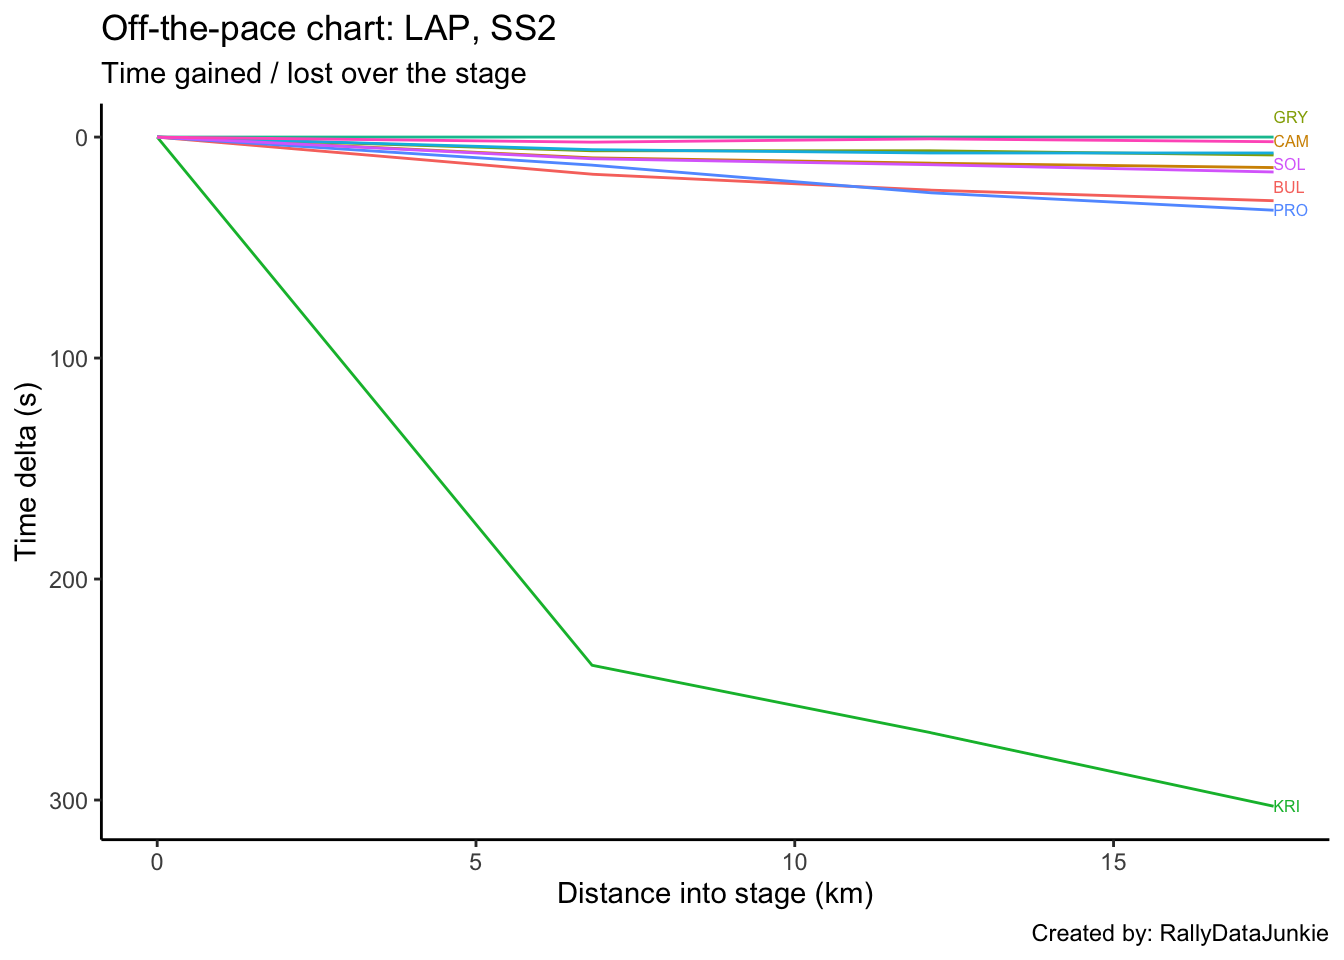 Off-the-pace chart: LAP, SS2
Time gained / lost over the stage
GRY
CAM
SOL
BUL
PRO
KRI
0
100
200
300
Time delta (s)
0
5
10
15
Distance into stage (km)
Created by: RallyDataJunkie